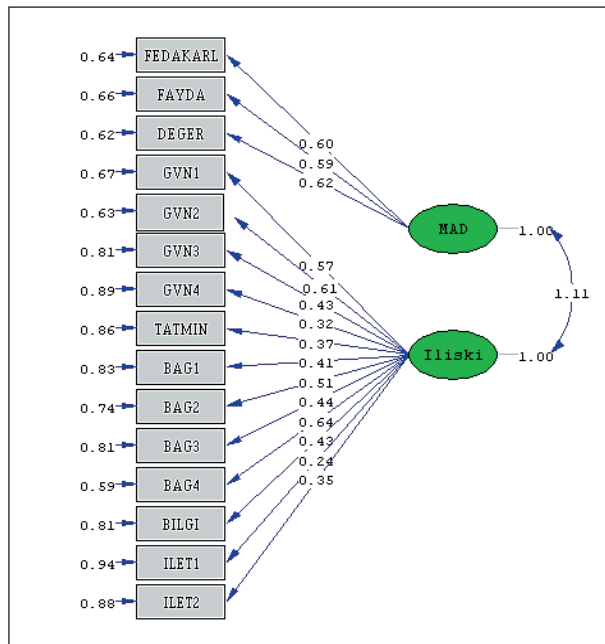 0.64 FEDAKARL
0.66 FAYDA
0.62 DEGER
0.67 GVN1
0.63 GVN2
0.81 GVN3
0.89 GVN4
0.86 TATMIN
0.83 BAG1
0.74 BAG2
0.81 BAG3
0.59 BAG4
0.81 BILGI
0.94 ILET1
0.88 ILET2
0.60
0.59
0.62
0.57
0.61
0.43
0.32
0.37
0.41
0.51
0.44
0.64
0.43
0.24
0.35
MAD 1.00
1.11
Iliski 1.00